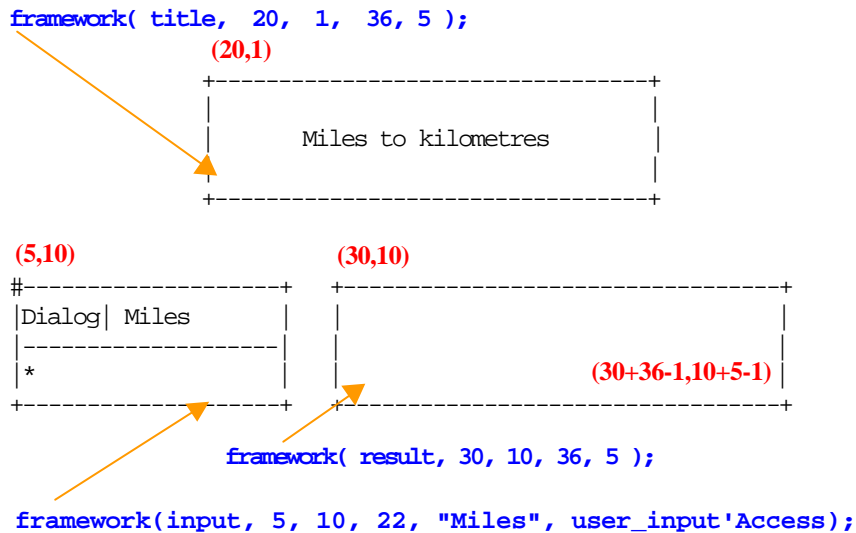 framework( title, 20, 1, 36, 5 );
(20,1)
+---------------------------------+
| |
| Miles to kilometres |
| |
+---------------------------------+
(5,10) (30,10)
#--------------------+ +----------------------------------+
|Dialog| Miles | | |
|--------------------| | |
|* | | (30+36-1,10+5-1) |
+--------------------+ +----------------------------------+
framework( result, 30, 10, 36, 5 );
framework(input, 5, 10, 22, "Miles", user_input'Access);